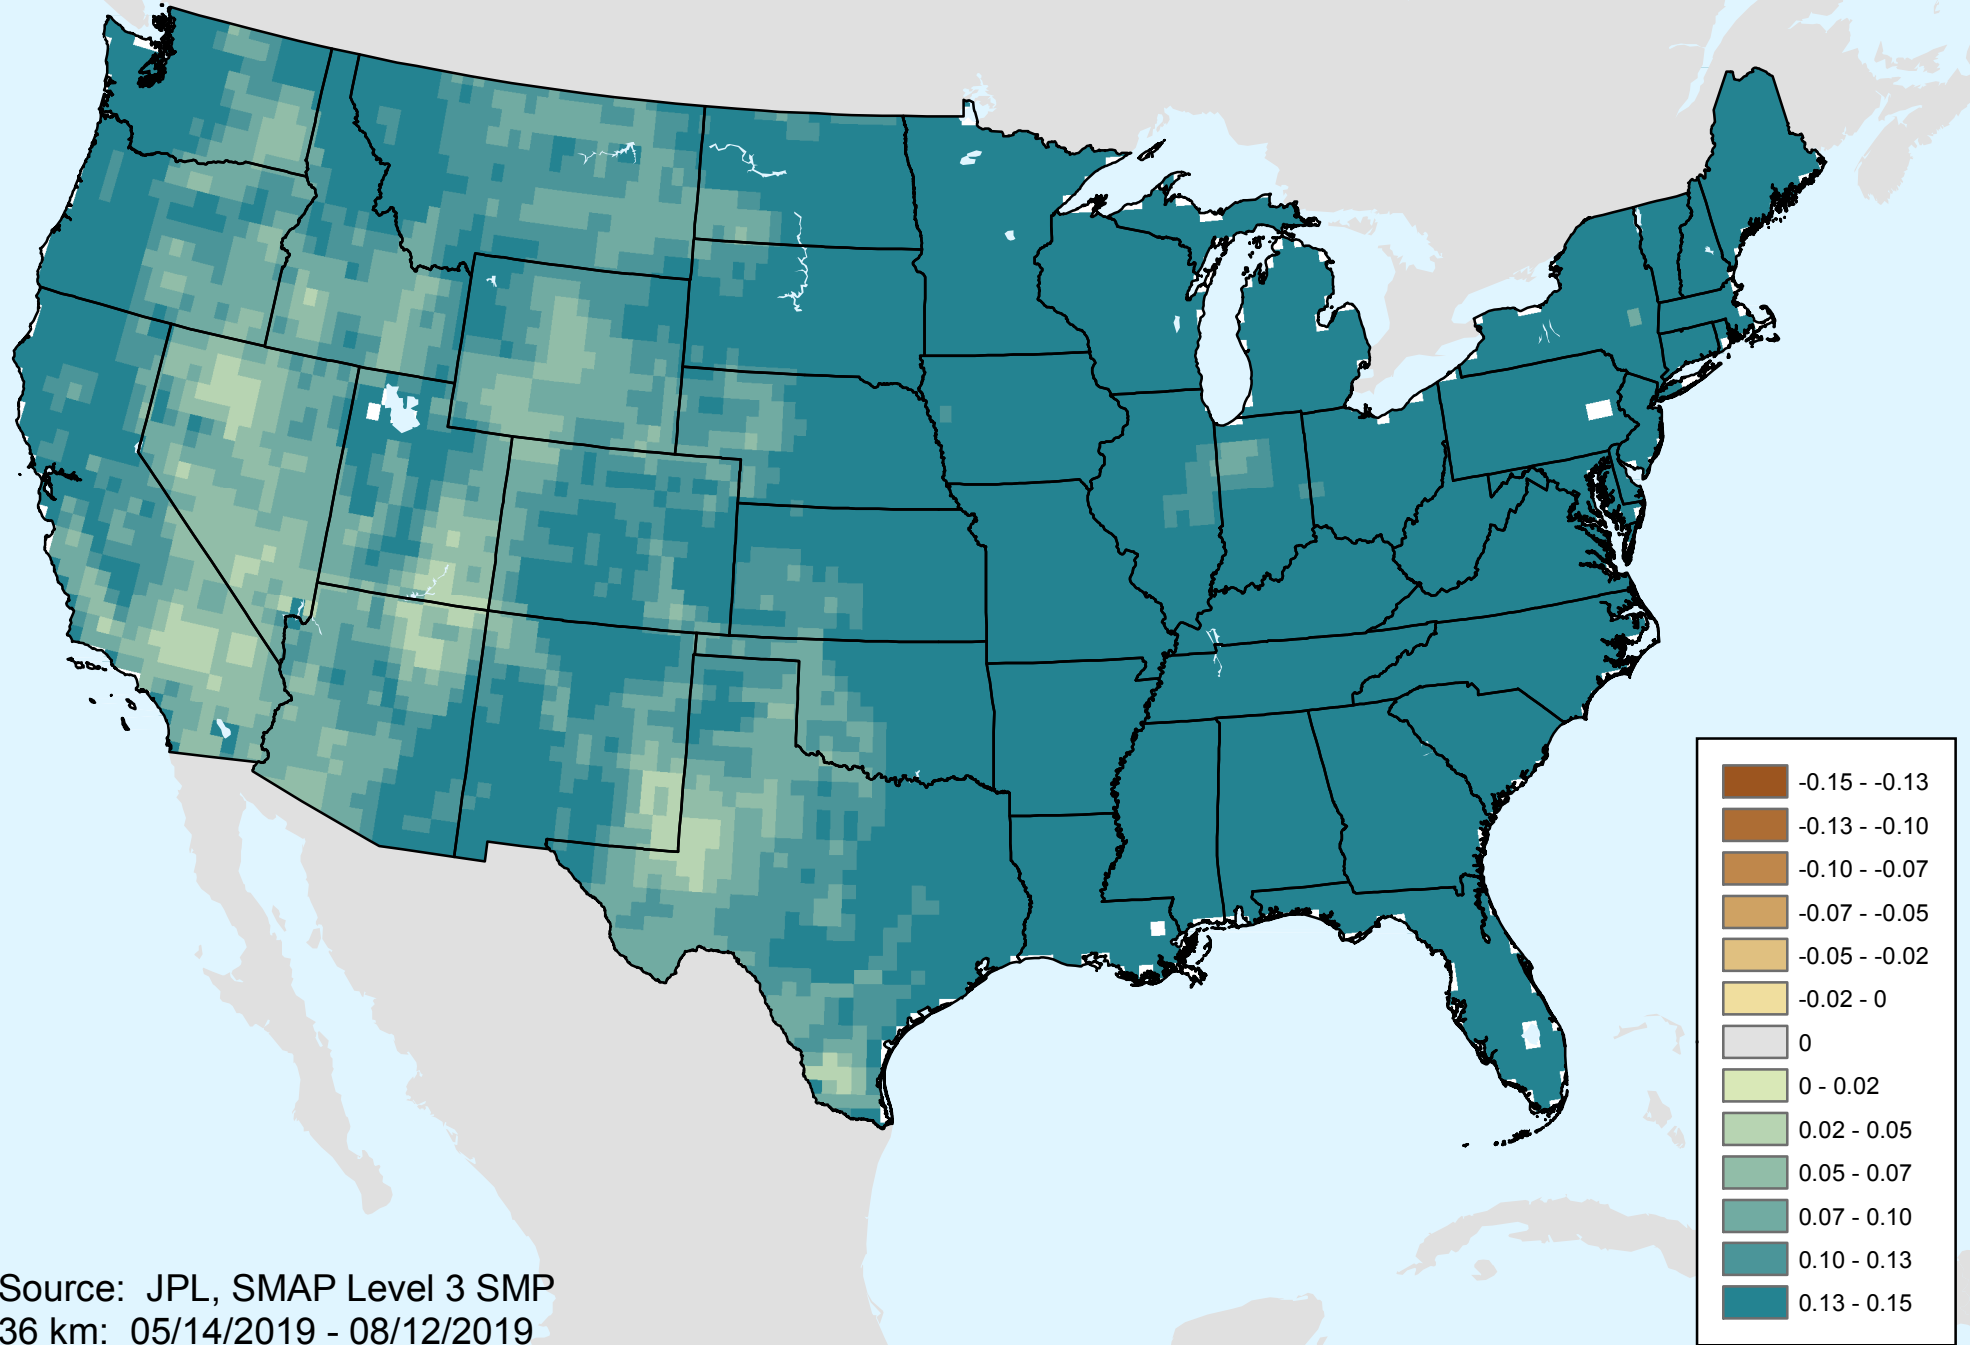 -0.15 - -0.13
-0.13 - -0.10
-0.10 - -0.07
-0.07 - -0.05
-0.05 - -0.02
-0.02 - 0
0
0 - 0.02
0.02 - 0.05
0.05 - 0.07
0.07 - 0.10
0.10 - 0.13
0.13 - 0.15
Source: JPL, SMAP Level 3 SMP
36 km: 05/14/2019 - 08/12/2019